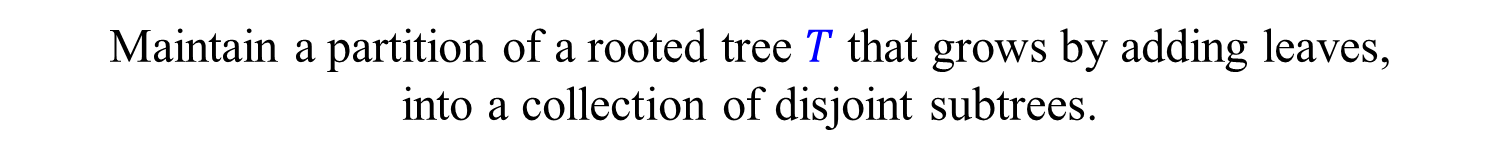 Maintain a partition of a rooted tree T that grows by adding leaves,
into a collection of disjoint subtrees.